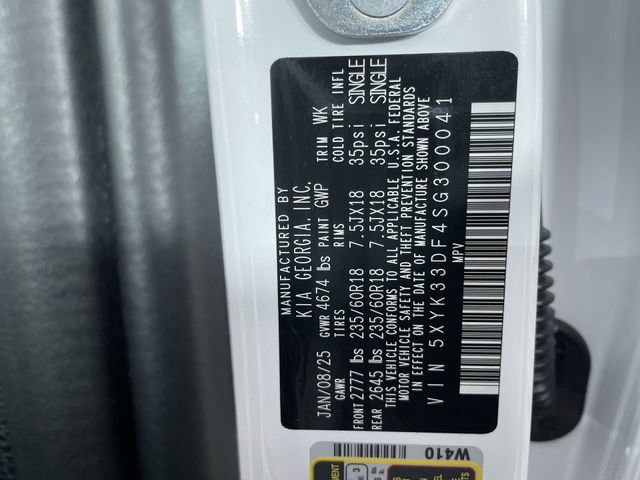 MANUFACTURED BY
KIA GEORGIA, INC.
JAN/08/25 GVWR 4674 lbs PAINT GWP TRIM WK
GAWR TIRES RIMS COLD TIRE INFL
FRONT 2777 lbs 235/60R18 7.5JX18 35psi SINGLE
REAR 2645 lbs 235/60R18 7.5JX18 35psi SINGLE
THIS VEHICLE CONFORMS TO ALL APPLICABLE U.S.A. FEDERAL
MOTOR VEHICLE SAFETY AND THEFT PREVENTION STANDARDS
IN EFFECT ON THE DATE OF MANUFACTURE SHOWN ABOVE
VIN 5XYK33DF4SG300041
MPV
W410